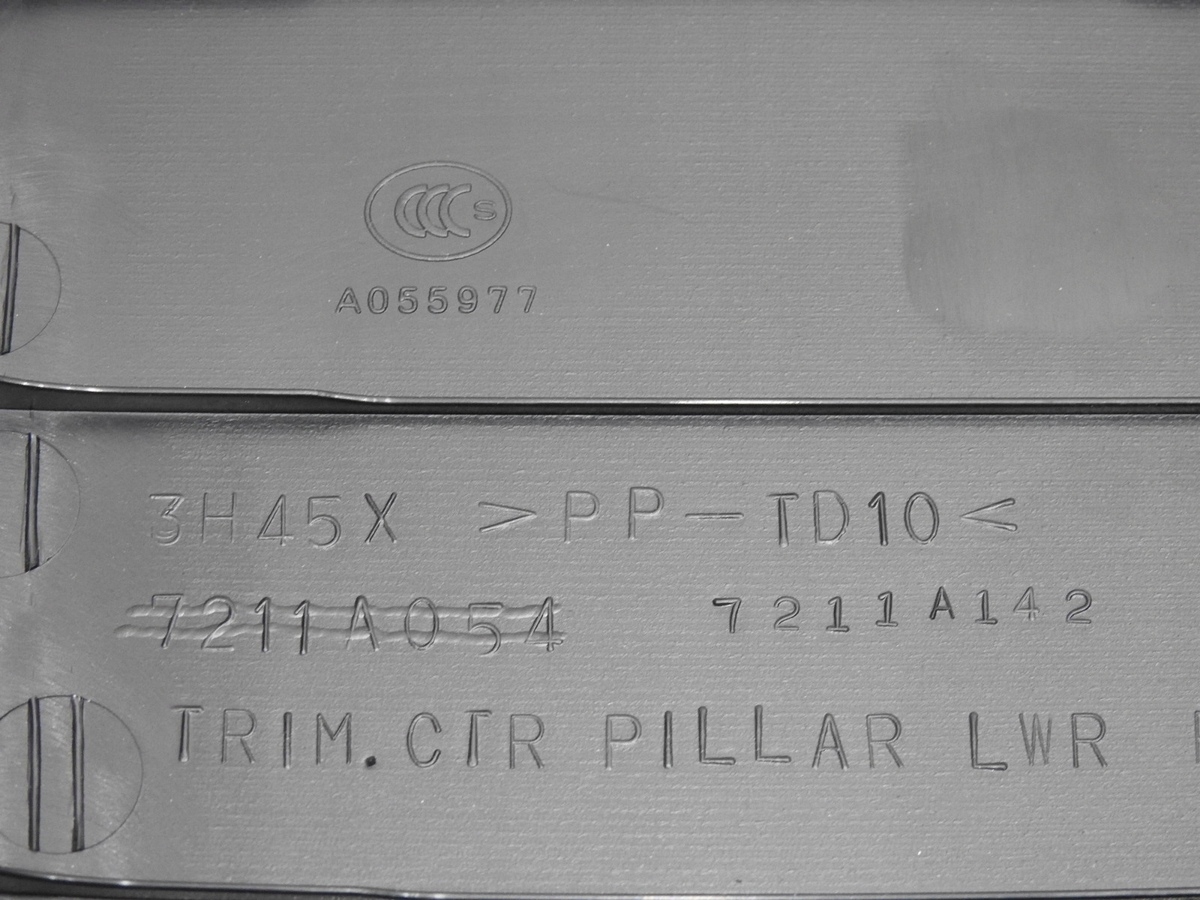 CCC S
A055977
3H45X >PP-TD10<
7211A054 7211A142
TRIM.CTR PILLAR LWR